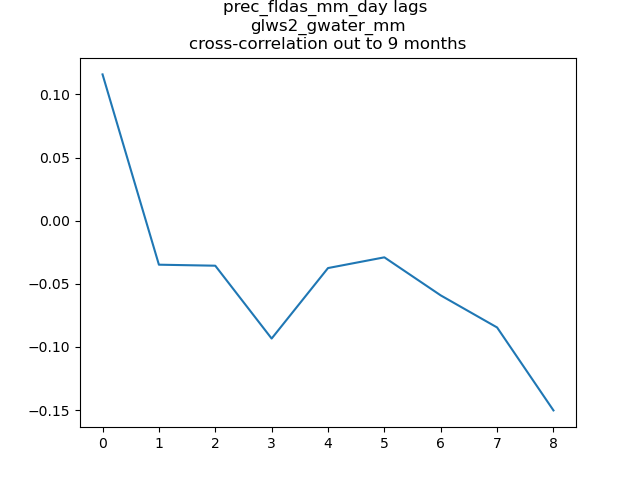 prec_fldas_mm_day lags
glws2_gwater_mm
cross-correlation out to 9 months
0.10
0.05
0.00
−0.05
−0.10
−0.15
0 1 2 3 4 5 6 7 8